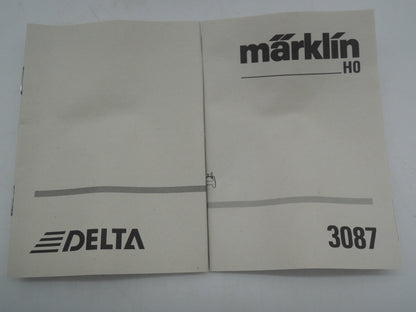 märklin
H0
DELTA
3087